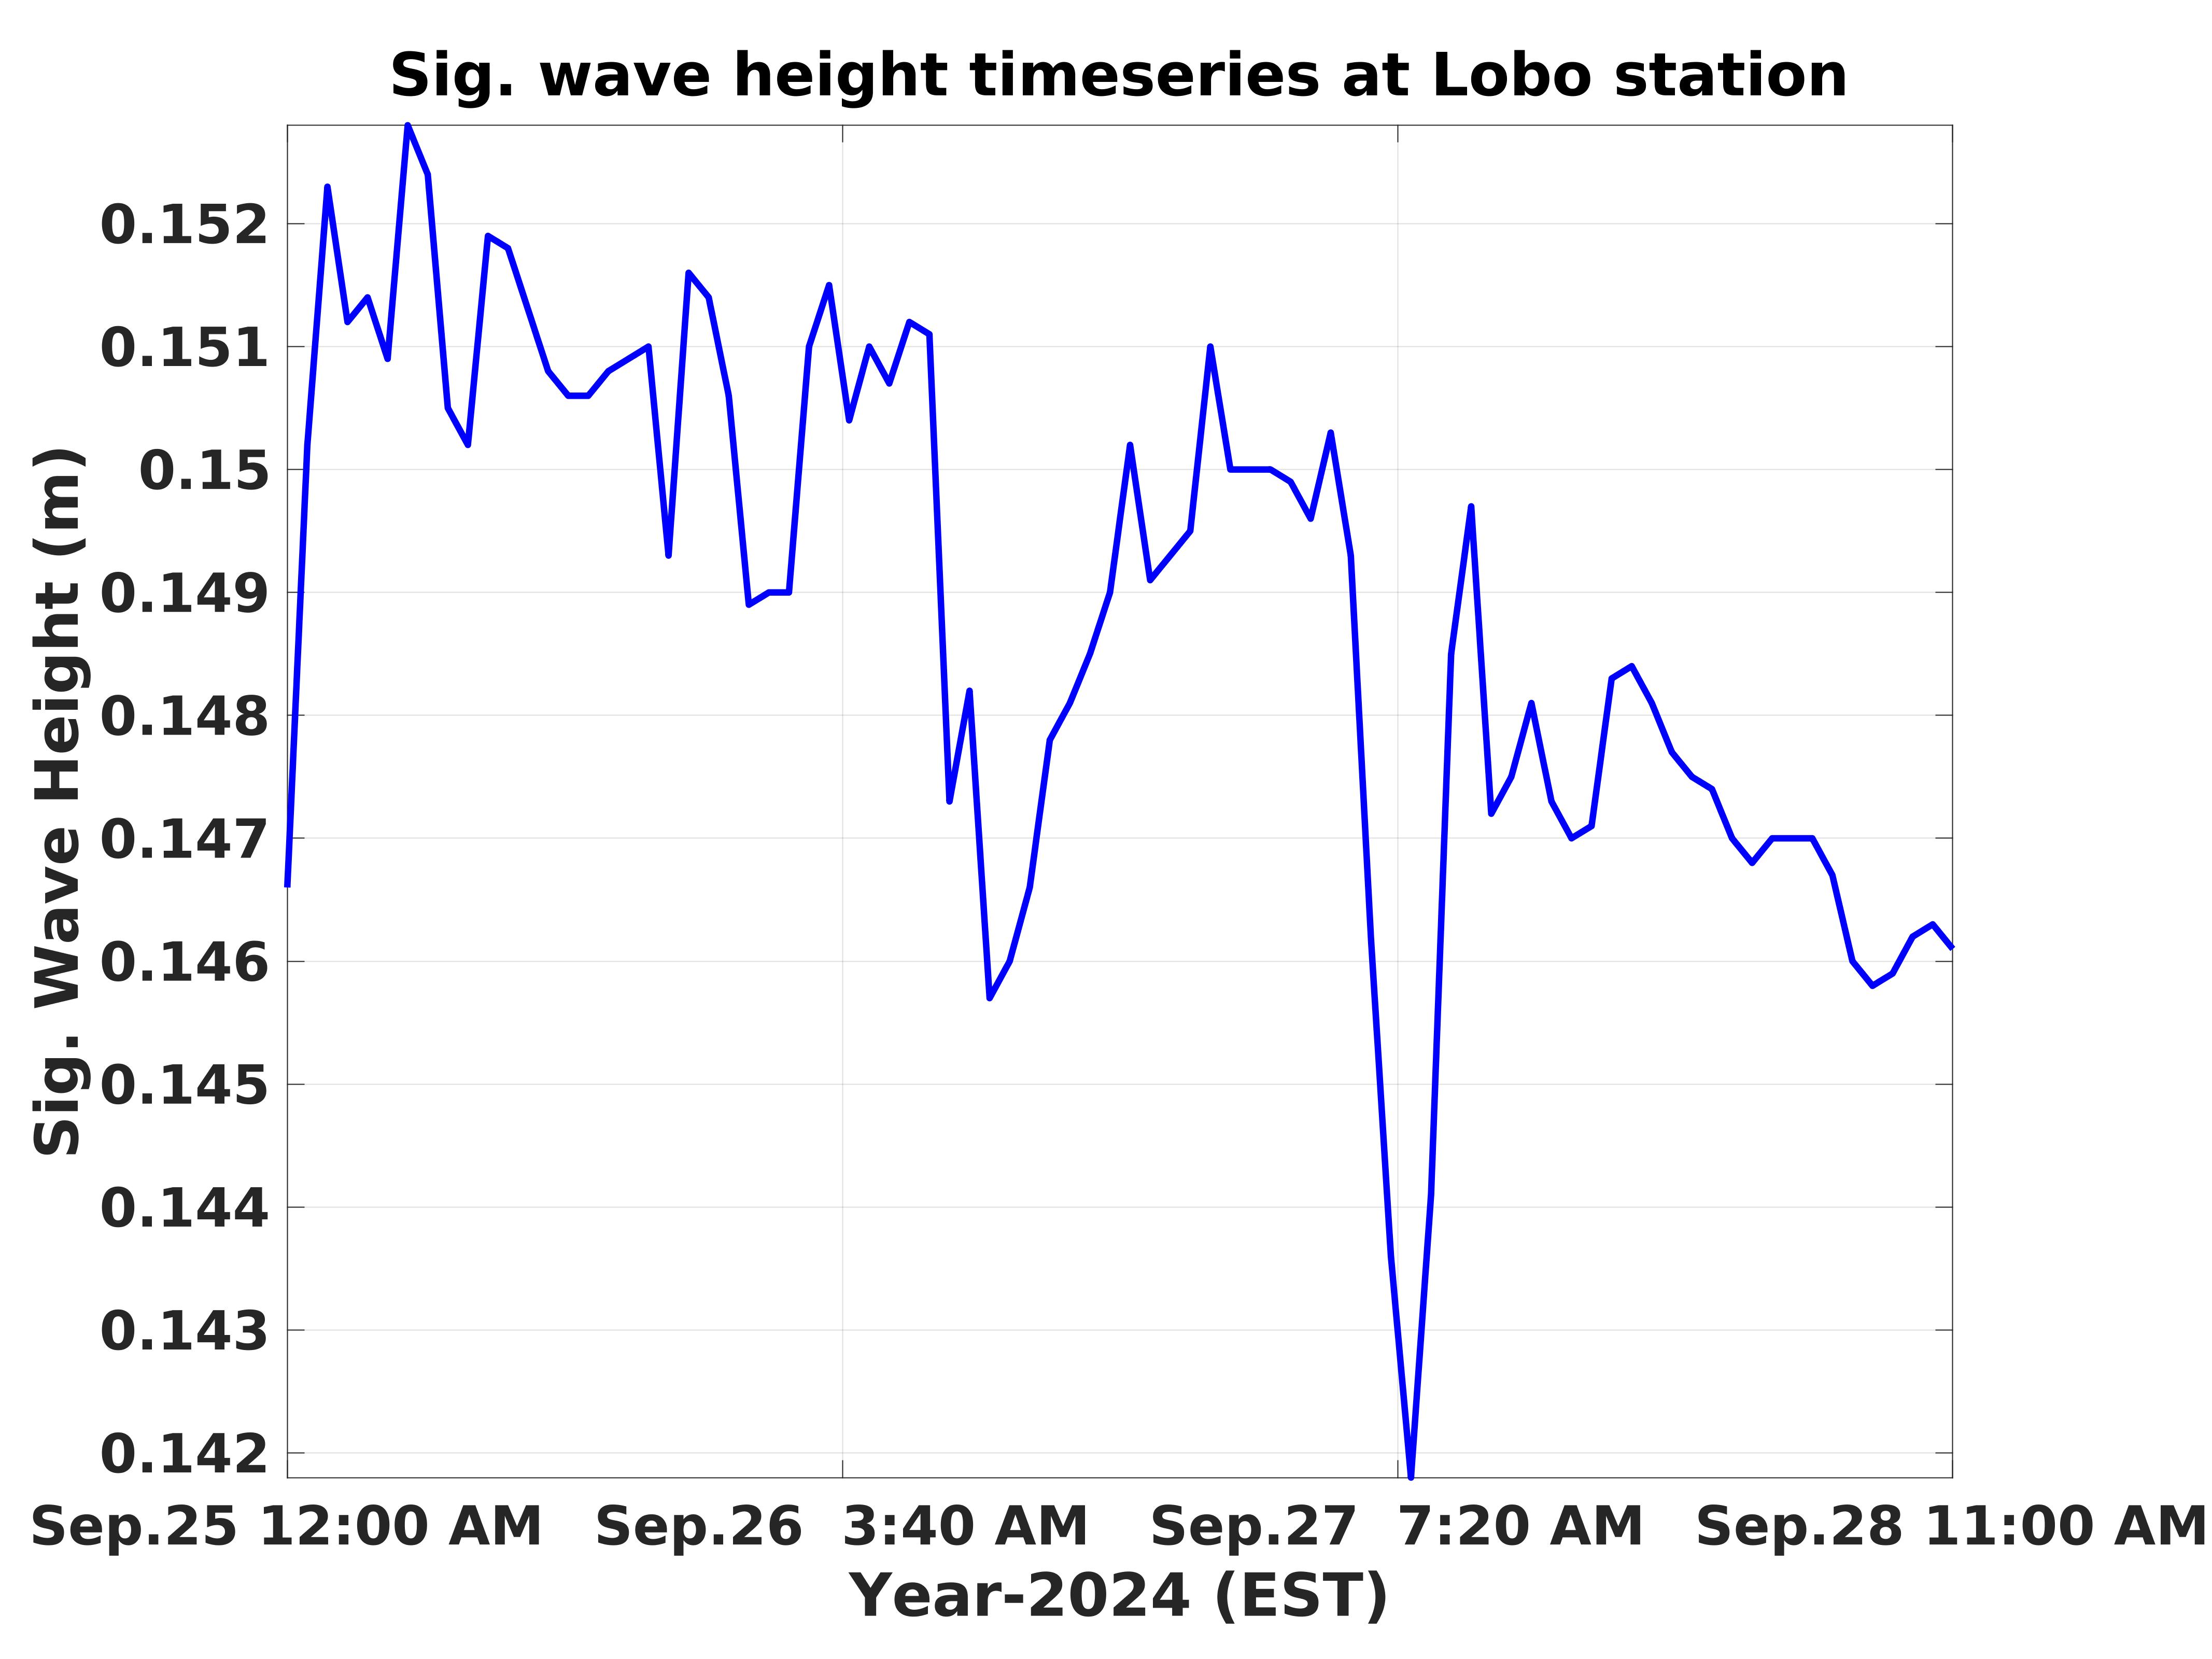 Sig. wave height timeseries at Lobo station
Sig. Wave Height (m)
0.152
0.151
0.15
0.149
0.148
0.147
0.146
0.145
0.144
0.143
0.142
Sep.25 12:00 AM Sep.26 3:40 AM Sep.27 7:20 AM Sep.28 11:00 AM
Year-2024 (EST)